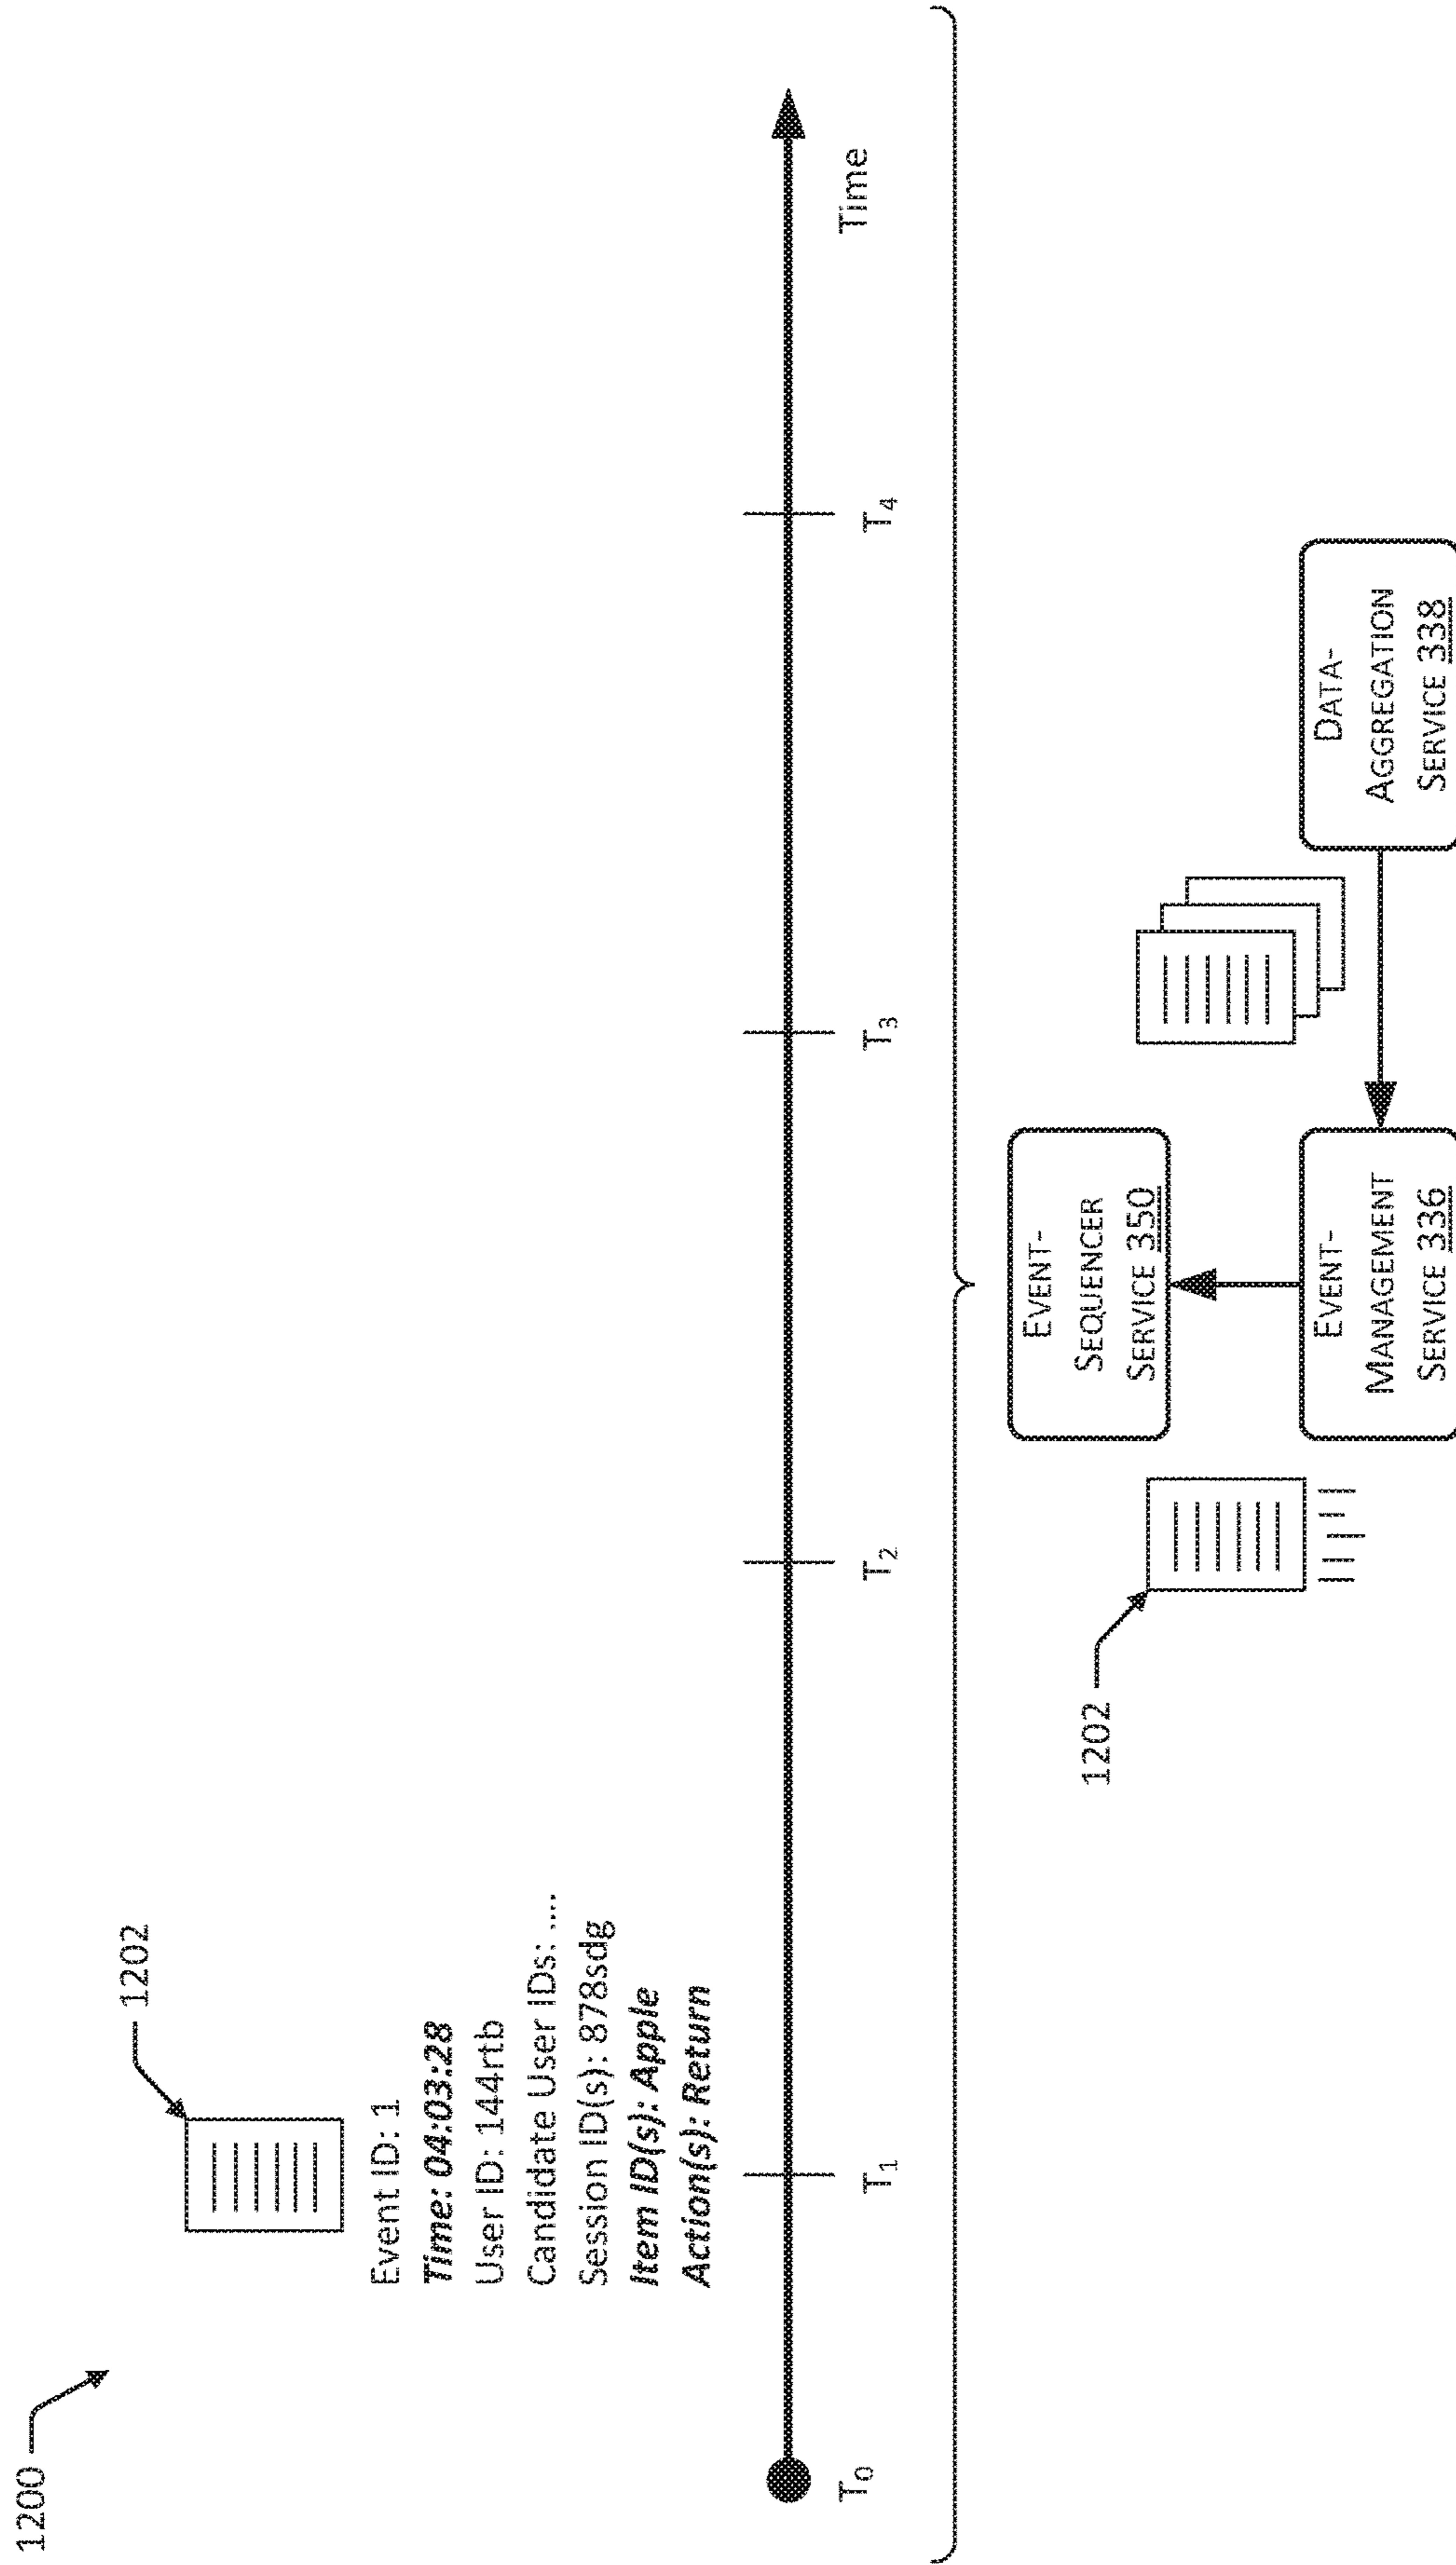 1200
1202
Event ID: 1
Time: 04:03:28
User ID: 144rtb
Candidate User IDs: ....
Session ID(s): 878sdg
Item ID(s): Apple
Action(s): Return
T0
T1
T2
T3
T4
Time
1202
EVENT-
SEQUENCER
SERVICE 350
EVENT-
MANAGEMENT
SERVICE 336
DATA-
AGGREGATION
SERVICE 338